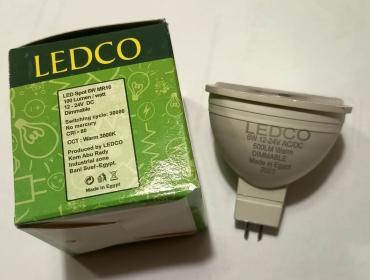 LEDCO
LED Spot 6W MR16
100 Lumen / watt
12 - 24V DC
Dimmable
Switching cycle: 30000
No mercury
CRI > 80
CCT : Warm 3000K
Produced by LEDCO
Kom Abu Rady
Industrial zone
Bani Suef-Egypt.
Made in Egypt
LEDCO
6W 12-24V AC/DC
500LM Warm
DIMMABLE
Made in Egypt